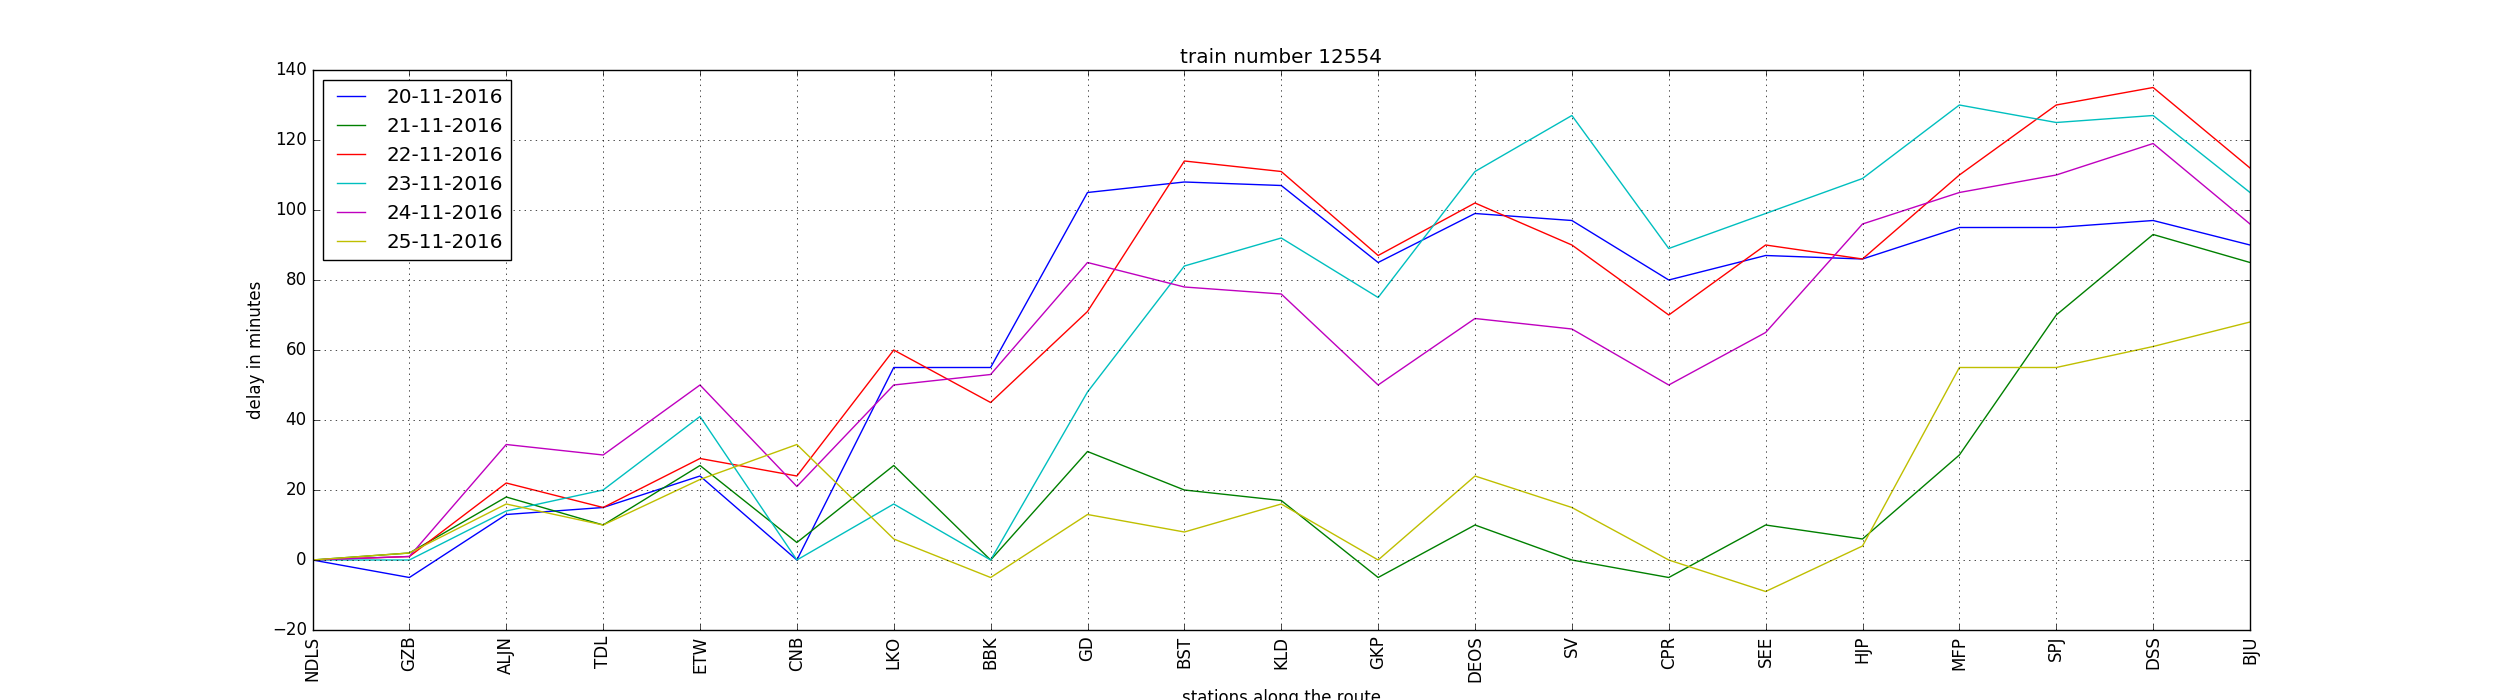 train number 12554
140
120
100
80
60
40
20
0
−20
delay in minutes
20-11-2016
21-11-2016
22-11-2016
23-11-2016
24-11-2016
25-11-2016
NDLS
GZB
ALJN
TDL
ETW
CNB
LKO
BBK
GD
BST
KLD
GKP
DEOS
SV
CPR
SEE
HJP
MFP
SPJ
DSS
BJU
stations along the route